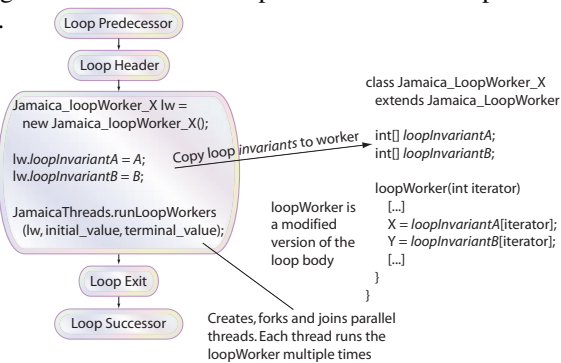 Loop Predecessor
Loop Header
Jamaica_loopWorker_X lw =
new Jamaica_loopWorker_X();
lw.loopInvariantA = A;
lw.loopInvariantB = B;
JamaicaThreads.runLoopWorkers
(lw, initial_value, terminal_value);
Loop Exit
Loop Successor
Copy loop invariants to worker
class Jamaica_LoopWorker_X
extends Jamaica_LoopWorker
int[] loopInvariantA;
int[] loopInvariantB;
loopWorker(int iterator)
[...]
X = loopInvariantA[iterator];
Y = loopInvariantB[iterator];
[...]
}
}
loopWorker is
a modified
version of the
loop body
Creates, forks and joins parallel
threads. Each thread runs the
loopWorker multiple times